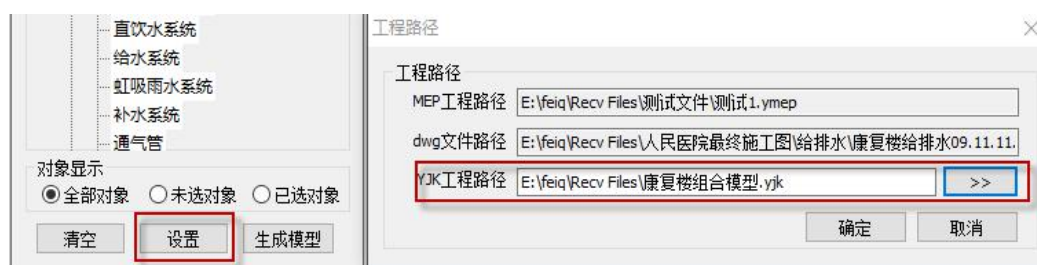 直饮水系统
给水系统
虹吸雨水系统
补水系统
通气管
对象显示
全部对象 未选对象 已选对象
清空 设置 生成模型
工程路径
工程路径
MEP工程路径 E:\feiq\Recv Files\测试文件\测试1.ymep
dwg文件路径 E:\feiq\Recv Files\人民医院最终施工图\给排水\康复楼给排水09.11.11.
YJK工程路径 E:\feiq\Recv Files\康复楼组合模型.yjk >>
确定 取消